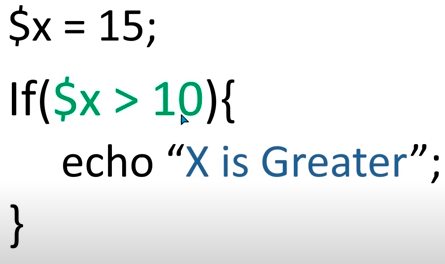 $x = 15;
If($x > 10){
echo “X is Greater”;
}